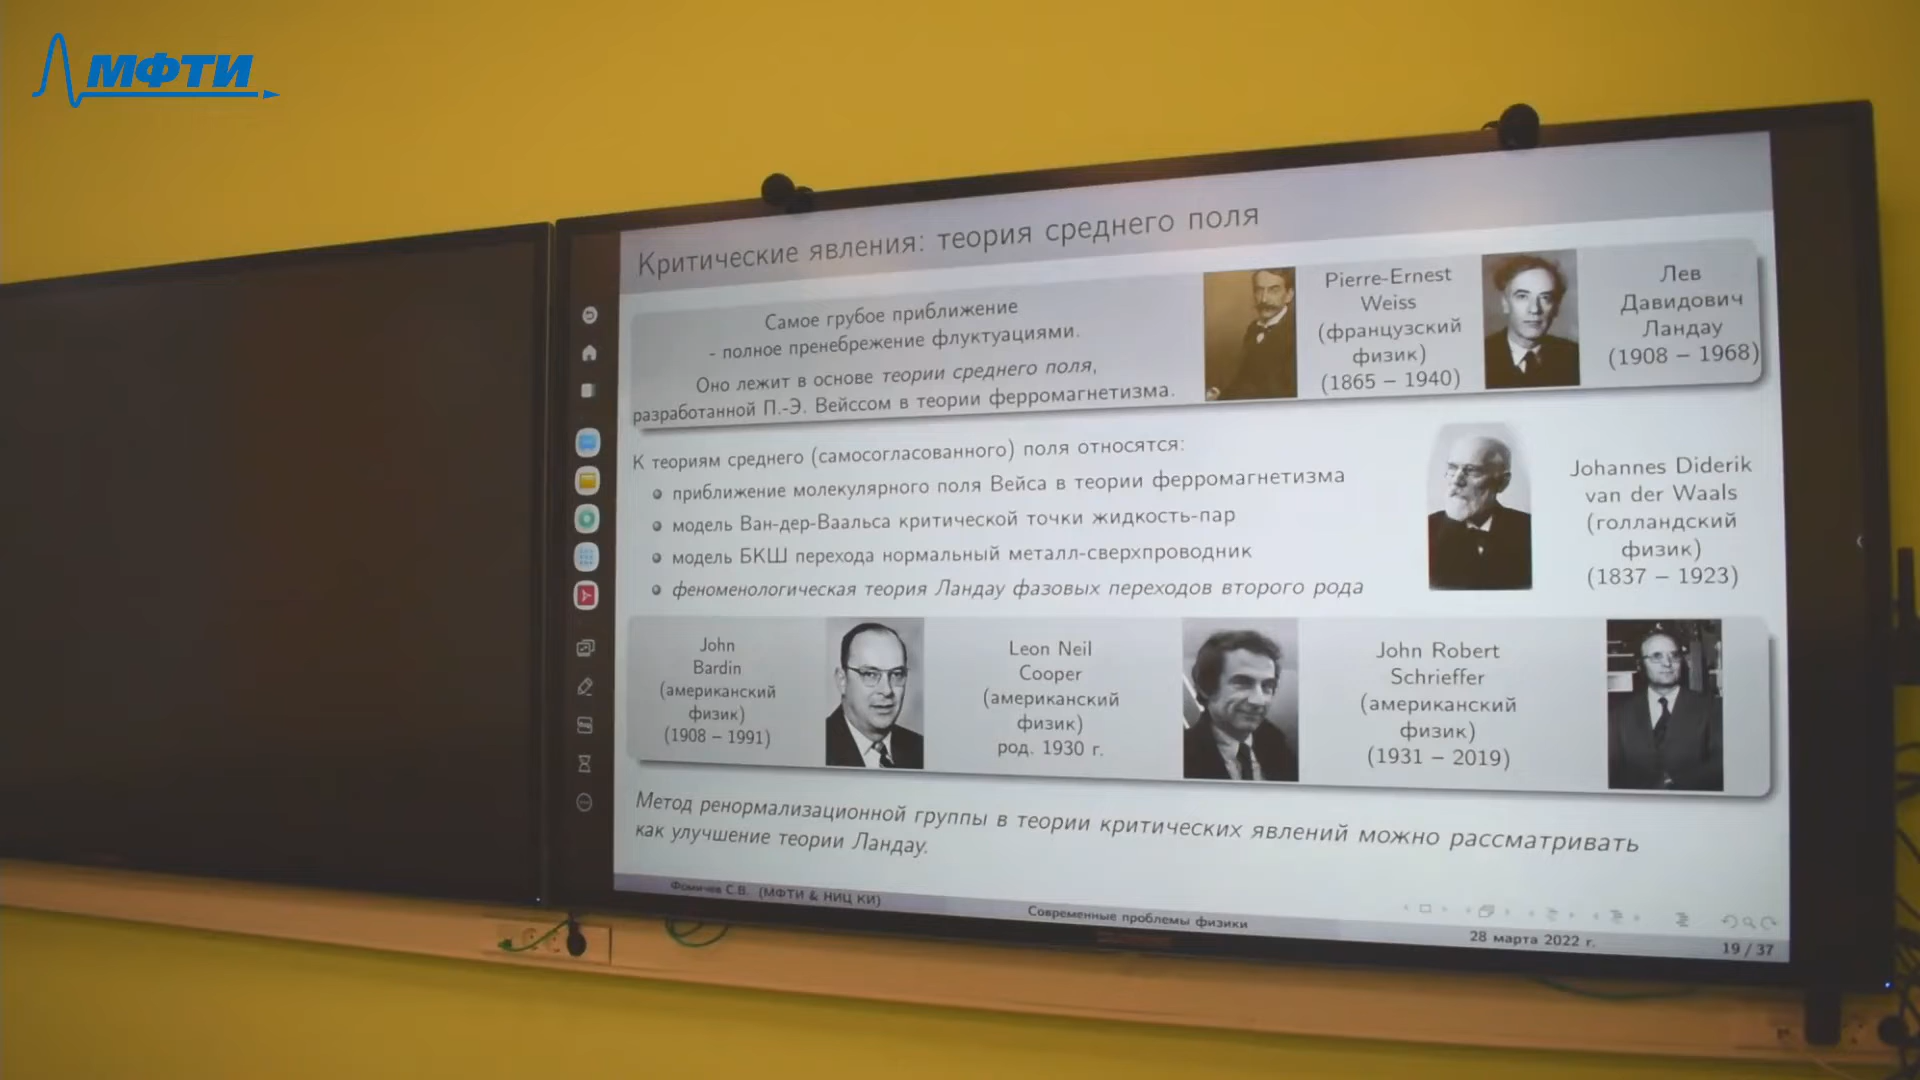 МФТИ
Критические явления: теория среднего поля
Самое грубое приближение
- полное пренебрежение флуктуациями.
Оно лежит в основе теории среднего поля,
разработанной П.-Э. Вейссом в теории ферромагнетизма.
Pierre-Ernest
Weiss
(французский
физик)
(1865 – 1940)
Лев
Давидович
Ландау
(1908 – 1968)
К теориям среднего (самосогласованного) поля относятся:
приближение молекулярного поля Вейса в теории ферромагнетизма
модель Ван-дер-Ваальса критической точки жидкость-пар
модель БКШ перехода нормальный металл-сверхпроводник
феноменологическая теория Ландау фазовых переходов второго рода
Johannes Diderik
van der Waals
(голландский
физик)
(1837 – 1923)
John
Bardin
(американский
физик)
(1908 – 1991)
Leon Neil
Cooper
(американский
физик)
род. 1930 г.
John Robert
Schrieffer
(американский
физик)
(1931 – 2019)
Метод ренормализационной группы в теории критических явлений можно рассматривать
как улучшение теории Ландау.
Фомичев С.В. (МФТИ & НИЦ КИ)
Современные проблемы физики
28 марта 2022 г.
19 / 37